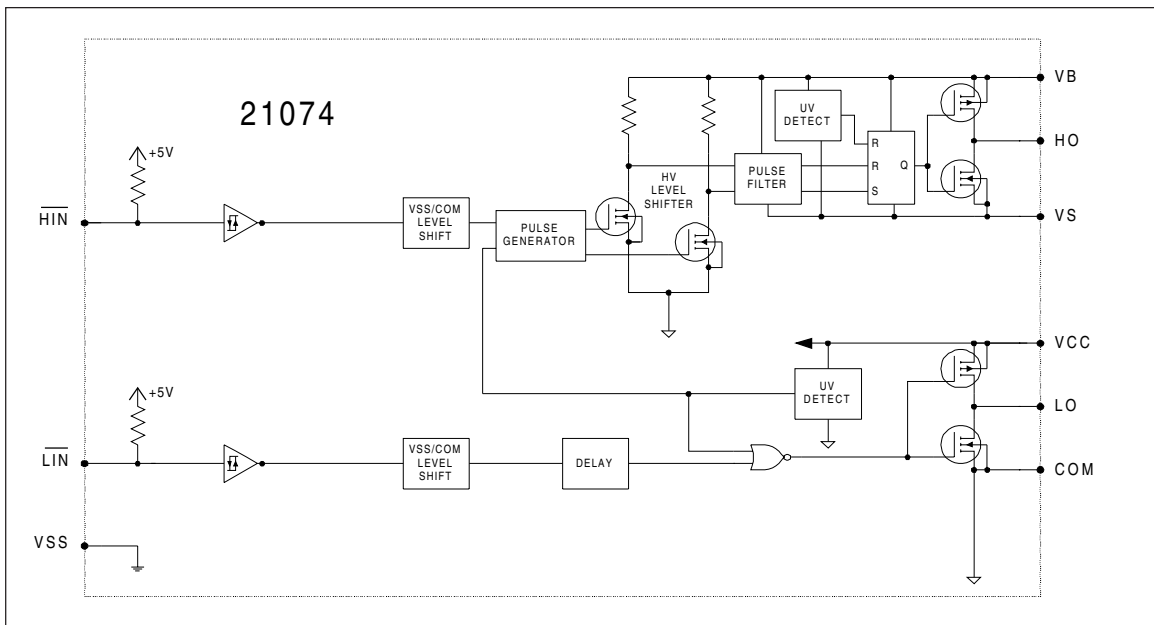 21074
VB
UV
DETECT
HO
+5V
R
R
Q
S
PULSE
FILTER
HV
LEVEL
SHIFTER
HIN
VSS/COM
LEVEL
SHIFT
PULSE
GENERATOR
VS
VCC
+5V
UV
DETECT
LO
LIN
VSS/COM
LEVEL
SHIFT
DELAY
COM
VSS